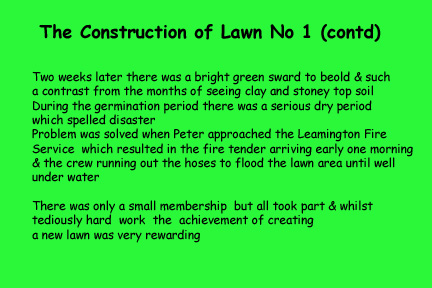 The Construction of Lawn No 1 (contd)
Two weeks later there was a bright green sward to beold & such
a contrast from the months of seeing clay and stoney top soil
During the germination period there was a serious dry period
which spelled disaster
Problem was solved when Peter approached the Leamington Fire
Service which resulted in the fire tender arriving early one morning
& the crew running out the hoses to flood the lawn area until well
under water
There was only a small membership but all took part & whilst
tediously hard work the achievement of creating
a new lawn was very rewarding